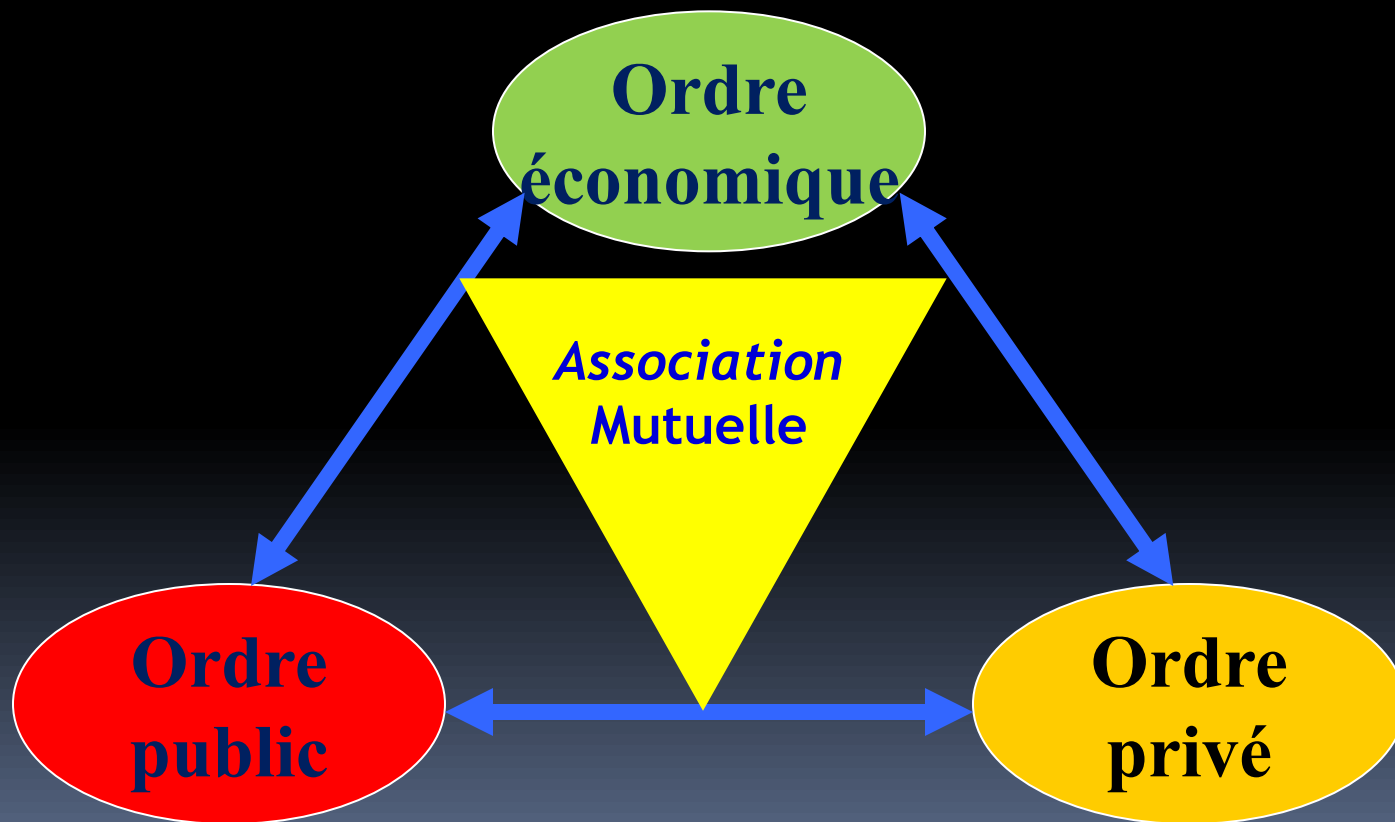 Ordre
économique
Association
Mutuelle
Ordre
public
Ordre
privé